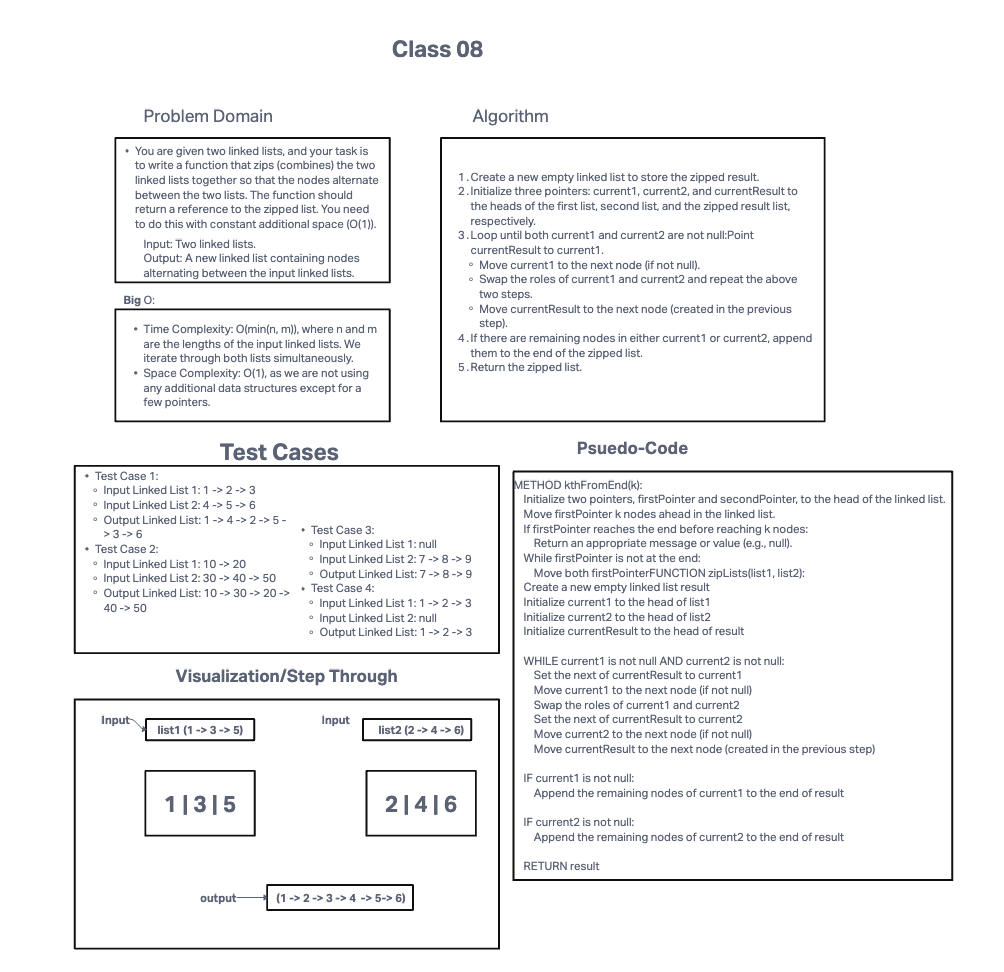 Class 08
Problem Domain
• You are given two linked lists, and your task is
to write a function that zips (combines) the two
linked lists together so that the nodes alternate
between the two lists. The function should
return a reference to the zipped list. You need
to do this with constant additional space (O(1)).
Input: Two linked lists.
Output: A new linked list containing nodes
alternating between the input linked lists.
Big O:
• Time Complexity: O(min(n, m)), where n and m
are the lengths of the input linked lists. We
iterate through both lists simultaneously.
• Space Complexity: O(1), as we are not using
any additional data structures except for a
few pointers.
Algorithm
1. Create a new empty linked list to store the zipped result.
2. Initialize three pointers: current1, current2, and currentResult to
the heads of the first list, second list, and the zipped result list,
respectively.
3. Loop until both current1 and current2 are not null:Point
currentResult to current1.
◦ Move current1 to the next node (if not null).
◦ Swap the roles of current1 and current2 and repeat the above
two steps.
◦ Move currentResult to the next node (created in the previous
step).
4. If there are remaining nodes in either current1 or current2, append
them to the end of the zipped list.
5. Return the zipped list.
Test Cases
• Test Case 1:
◦ Input Linked List 1: 1 -> 2 -> 3
◦ Input Linked List 2: 4 -> 5 -> 6
◦ Output Linked List: 1 -> 4 -> 2 -> 5 -
> 3 -> 6
• Test Case 2:
◦ Input Linked List 1: 10 -> 20
◦ Input Linked List 2: 30 -> 40 -> 50
◦ Output Linked List: 10 -> 30 -> 20 ->
40 -> 50
• Test Case 3:
◦ Input Linked List 1: null
◦ Input Linked List 2: 7 -> 8 -> 9
◦ Output Linked List: 7 -> 8 -> 9
• Test Case 4:
◦ Input Linked List 1: 1 -> 2 -> 3
◦ Input Linked List 2: null
◦ Output Linked List: 1 -> 2 -> 3
Psuedo-Code
METHOD kthFromEnd(k):
Initialize two pointers, firstPointer and secondPointer, to the head of the linked list.
Move firstPointer k nodes ahead in the linked list.
If firstPointer reaches the end before reaching k nodes:
Return an appropriate message or value (e.g., null).
While firstPointer is not at the end:
Move both firstPointerFUNCTION zipLists(list1, list2):
Create a new empty linked list result
Initialize current1 to the head of list1
Initialize current2 to the head of list2
Initialize currentResult to the head of result
WHILE current1 is not null AND current2 is not null:
Set the next of currentResult to current1
Move current1 to the next node (if not null)
Swap the roles of current1 and current2
Set the next of currentResult to current2
Move current2 to the next node (if not null)
Move currentResult to the next node (created in the previous step)
IF current1 is not null:
Append the remaining nodes of current1 to the end of result
IF current2 is not null:
Append the remaining nodes of current2 to the end of result
RETURN result
Visualization/Step Through
Input
list1 (1 -> 3 -> 5)
Input
list2 (2 -> 4 -> 6)
1 | 3 | 5
2 | 4 | 6
output
(1 -> 2 -> 3 -> 4 -> 5-> 6)